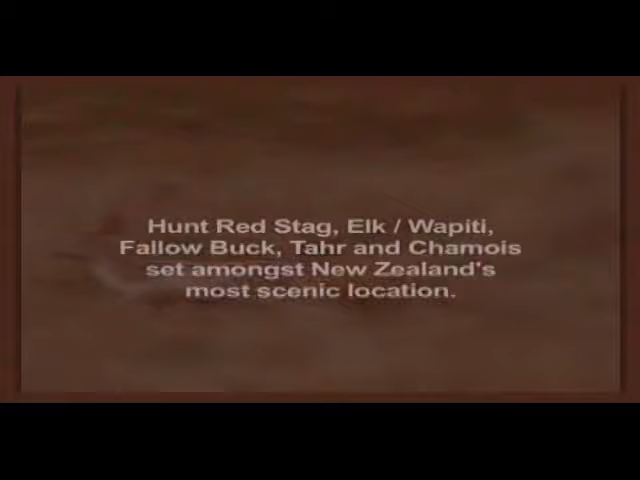 Hunt Red Stag, Elk / Wapiti,
Fallow Buck, Tahr and Chamois
set amongst New Zealand's
most scenic location.